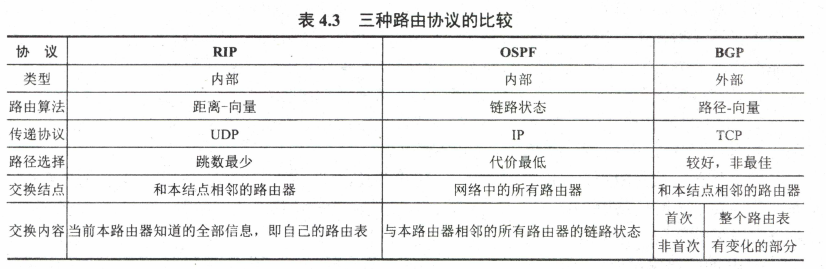 表 4.3 三种路由协议的比较
协 议 RIP OSPF BGP
类型 内部 内部 外部
路由算法 距离-向量 链路状态 路径-向量
传递协议 UDP IP TCP
路径选择 跳数最少 代价最低 较好，非最佳
交换结点 和本结点相邻的路由器 网络中的所有路由器 和本结点相邻的路由器
交换内容 当前本路由器知道的全部信息，即自己的路由表 与本路由器相邻的所有路由器的链路状态 首次 整个路由表
非首次 有变化的部分